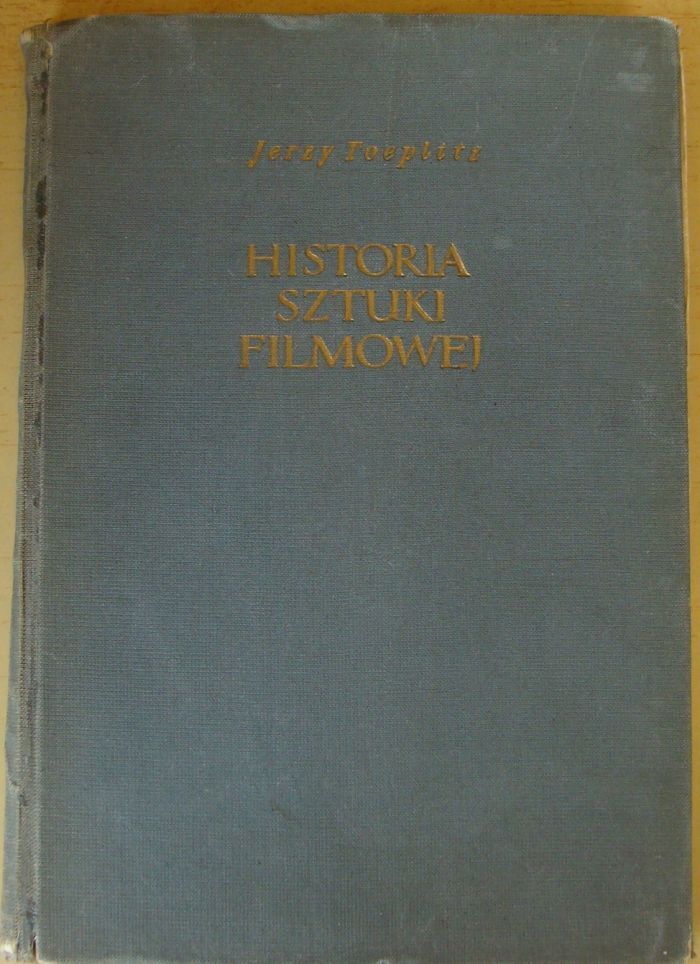 Jerzy Toeplitz
HISTORIA
SZTUKI
FILMOWEJ